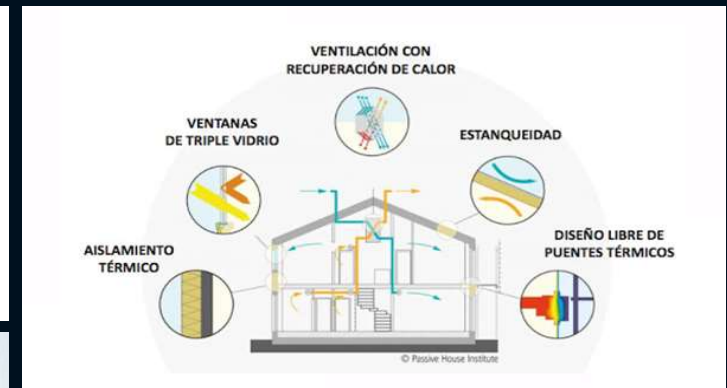 VENTILACIÓN CON
RECUPERACIÓN DE CALOR
VENTANAS
DE TRIPLE VIDRIO
ESTANQUEIDAD
AISLAMIENTO
TÉRMICO
DISEÑO LIBRE DE
PUENTES TÉRMICOS
© Passive House Institute